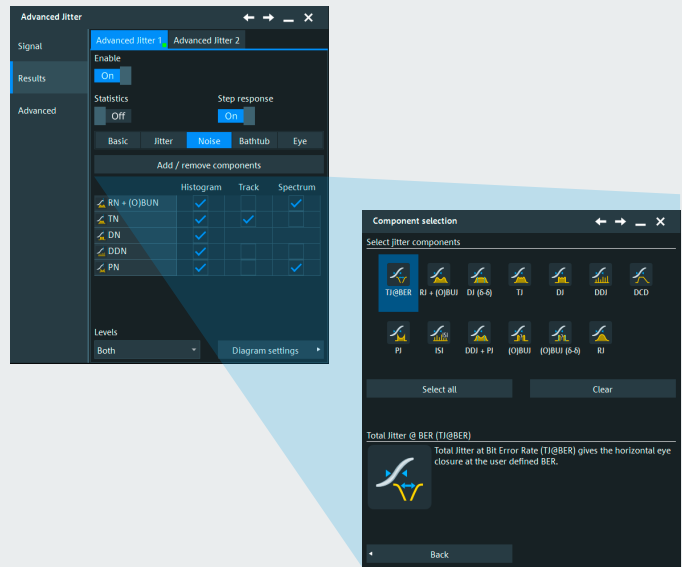 Advanced Jitter
Signal
Results
Advanced
Advanced Jitter 1 Advanced Jitter 2
Enable
On
Statistics Step response
Off On
Basic Jitter Noise Bathtub Eye
Add / remove components
Histogram Track Spectrum
RN + (O)BUN
TN
DN
DDN
PN
Levels
Both Diagram settings
Component selection
Select jitter components
TJ@BER RJ + (O)BUJ DJ (δ-δ) TJ DJ DDJ DCD
PJ ISI DDJ + PJ (O)BUJ (O)BUJ (δ-δ) RJ
Select all Clear
Total Jitter @ BER (TJ@BER)
Total Jitter at Bit Error Rate (TJ@BER) gives the horizontal eye
closure at the user defined BER.
Back